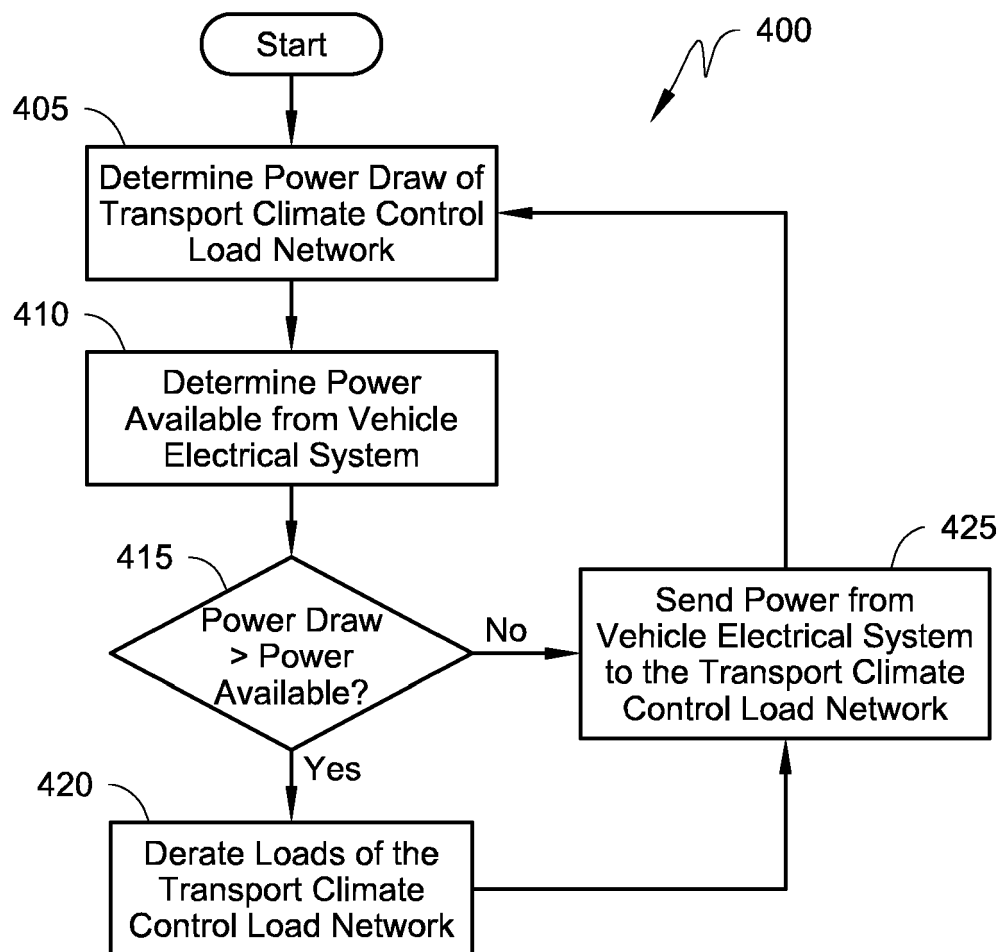 Start
400
405
Determine Power Draw of
Transport Climate Control
Load Network
410
Determine Power
Available from Vehicle
Electrical System
415
Power Draw
> Power
Available?
No
Yes
425
Send Power from
Vehicle Electrical System
to the Transport Climate
Control Load Network
420
Derate Loads of the
Transport Climate
Control Load Network